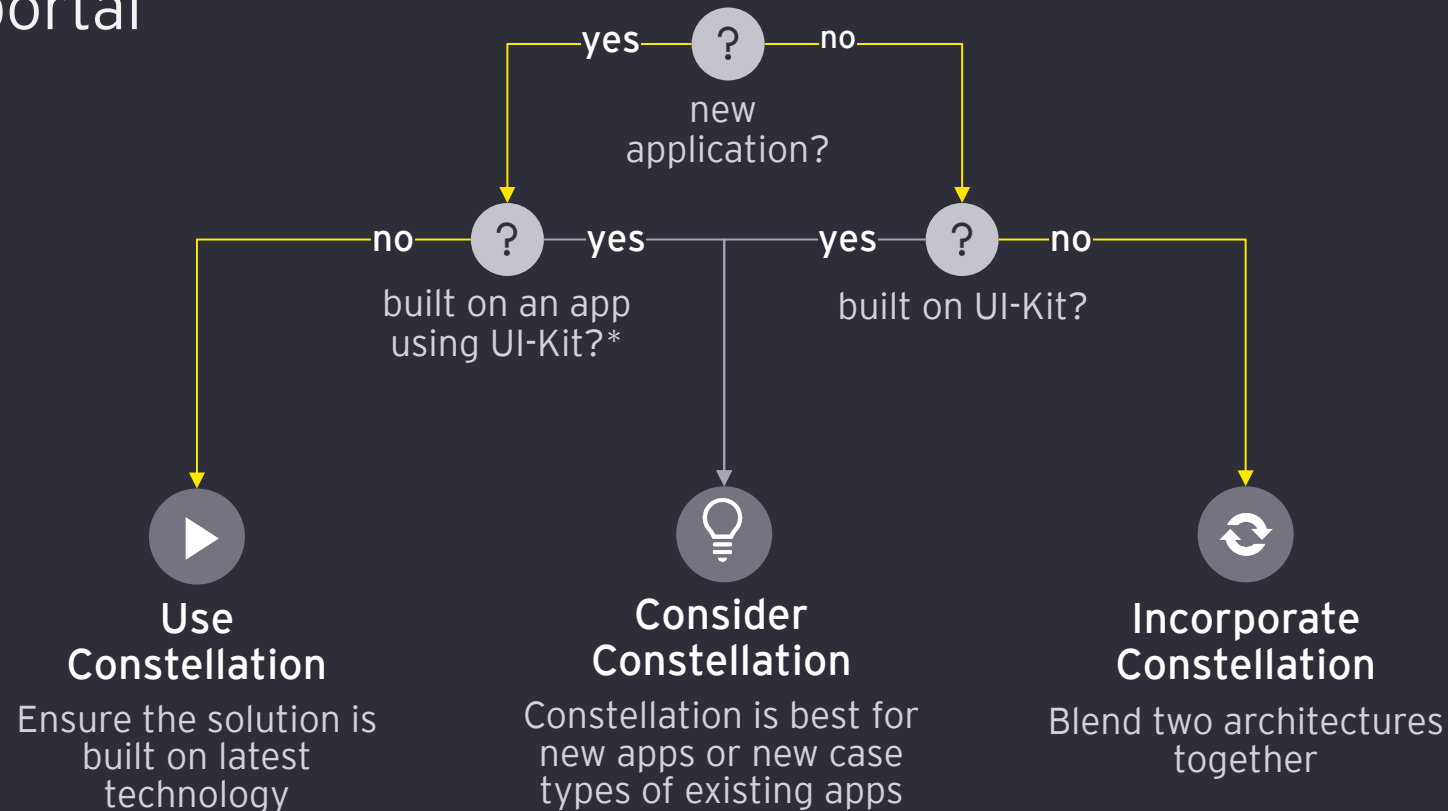 portal
yes
?
no
new
application?
no
?
yes
yes
?
no
built on an app
using UI-Kit?*
built on UI-Kit?
Use
Constellation
Ensure the solution is
built on latest
technology
Consider
Constellation
Constellation is best for
new apps or new case
types of existing apps
Incorporate
Constellation
Blend two architectures
together